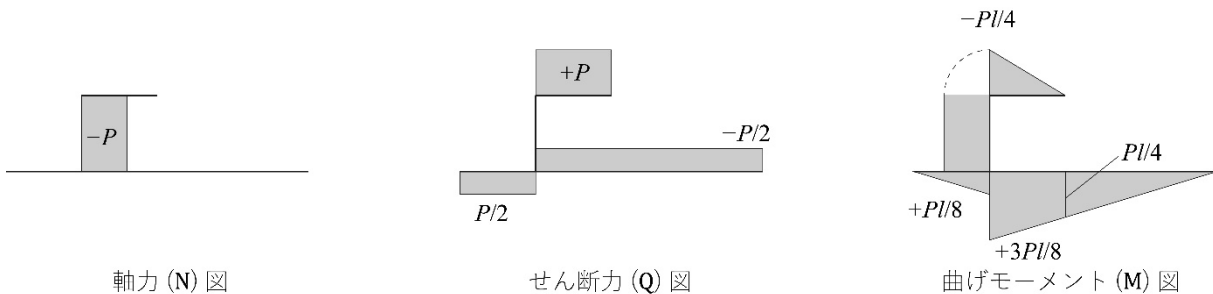 −P
軸力 (N) 図
+P
−P/2
P/2
せん断力 (Q) 図
−Pl/4
Pl/4
+Pl/8
+3Pl/8
曲げモーメント (M) 図